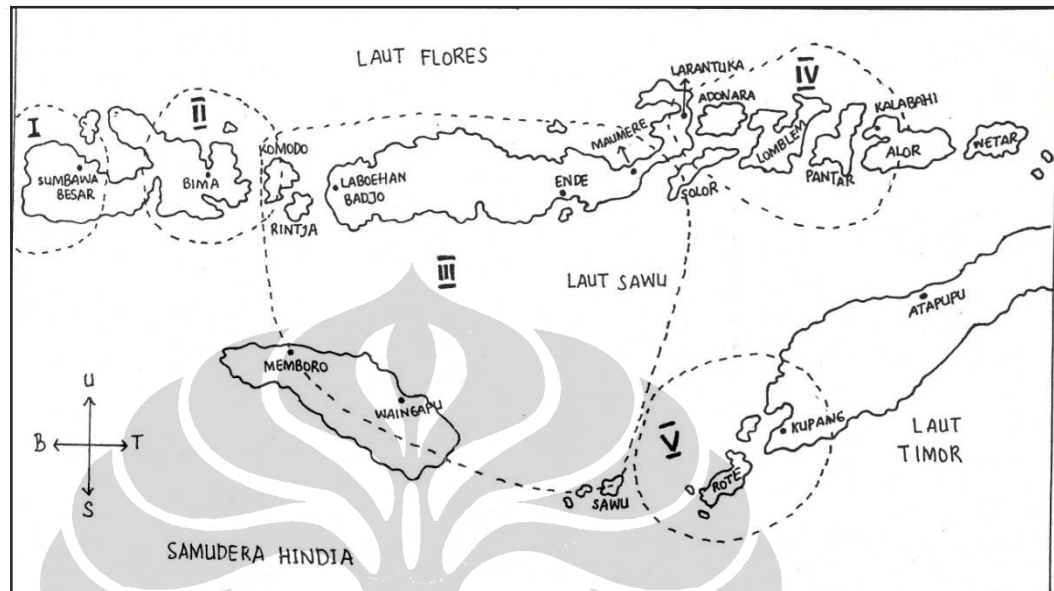 LAUT FLORES
LARANTUKA
IV
ADONARA
KALABAHI
I
II
MAUMERE
KOMODO
LOMBLEM
WETAR
ALOR
SUMBAWA
BESAR
BIMA
LABOEHAN
BADJO
ENDE
PANTAR
SOLOR
RINTJA
III
LAUT SAWU
ATAPUPU
MEMBORO
WAINGAPU
U
B
T
S
V
KUPANG
LAUT
TIMOR
ROTE
SAWU
SAMUDERA HINDIA